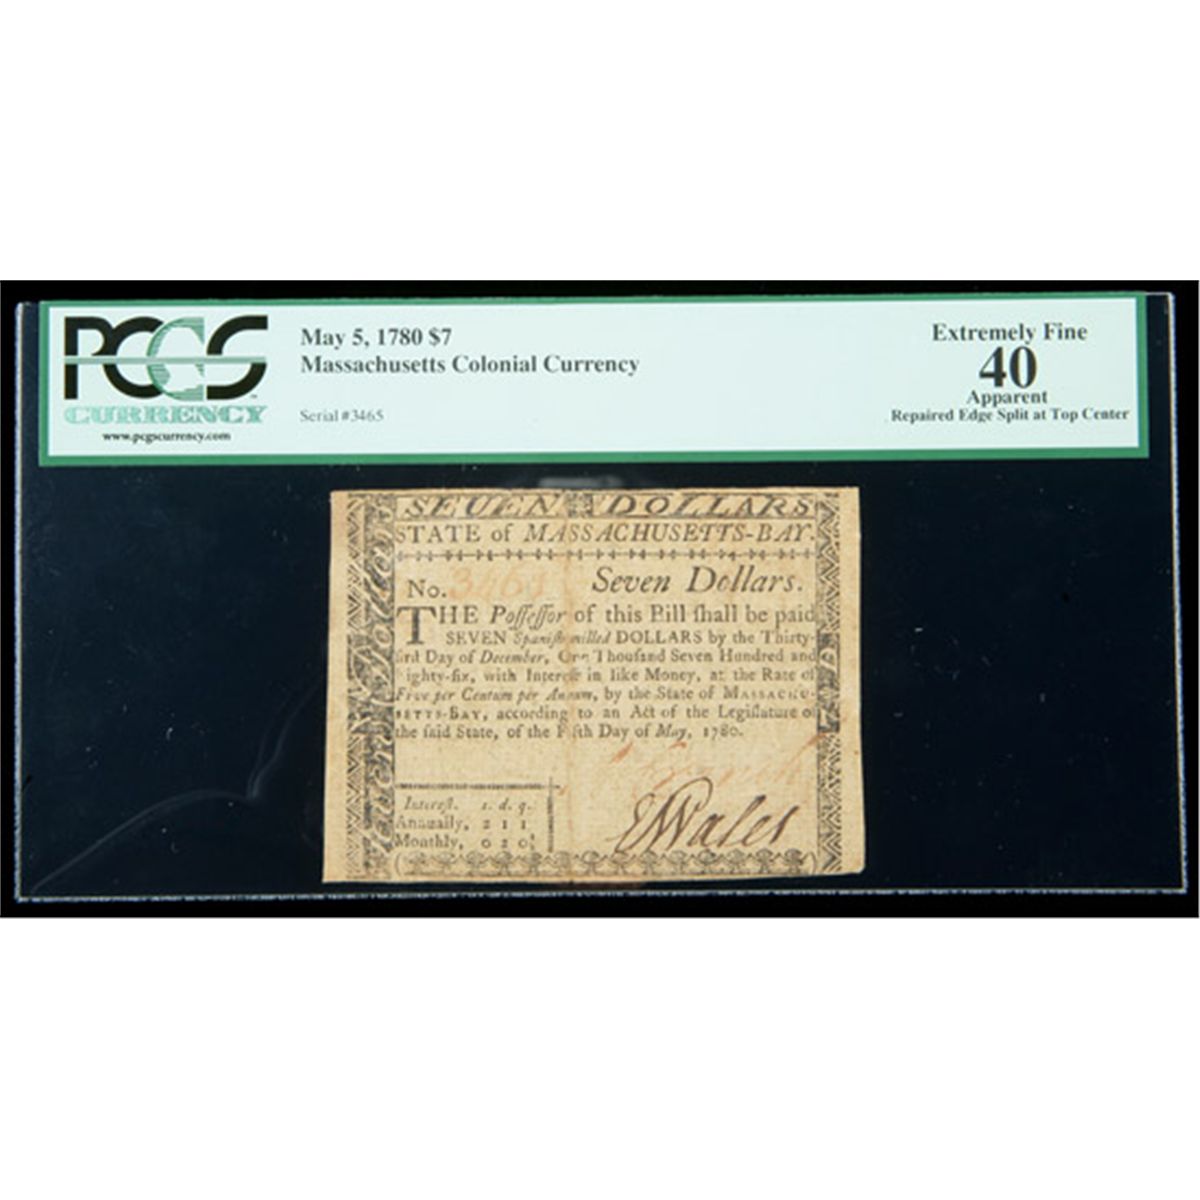 PCGS
CURRENCY
www.pcgscurrency.com
May 5, 1780 $7
Massachusetts Colonial Currency
Serial #3465
Extremely Fine
40
Apparent
Repaired Edge Split at Top Center
SEVEN DOLLARS
STATE of MASSACHUSETTS-BAY.
No. 3465 Seven Dollars.
THE Poſſeſſor of this Bill ſhall be paid
SEVEN Spaniſh milled DOLLARS by the Thirty-
firſt Day of December, One Thouſand Seven Hundred and
Eighty-ſix, with Intereſt in like Money, at the Rate of
Five per Centum per Annum, by the State of MASSACHU-
SETTS-BAY, according to an Act of the Legiſlature of
the ſaid State, of the Fifth Day of May, 1780.
Intereſt. s. d. q.
Annually, 2 1 1
Monthly, 0 2 0
Wales